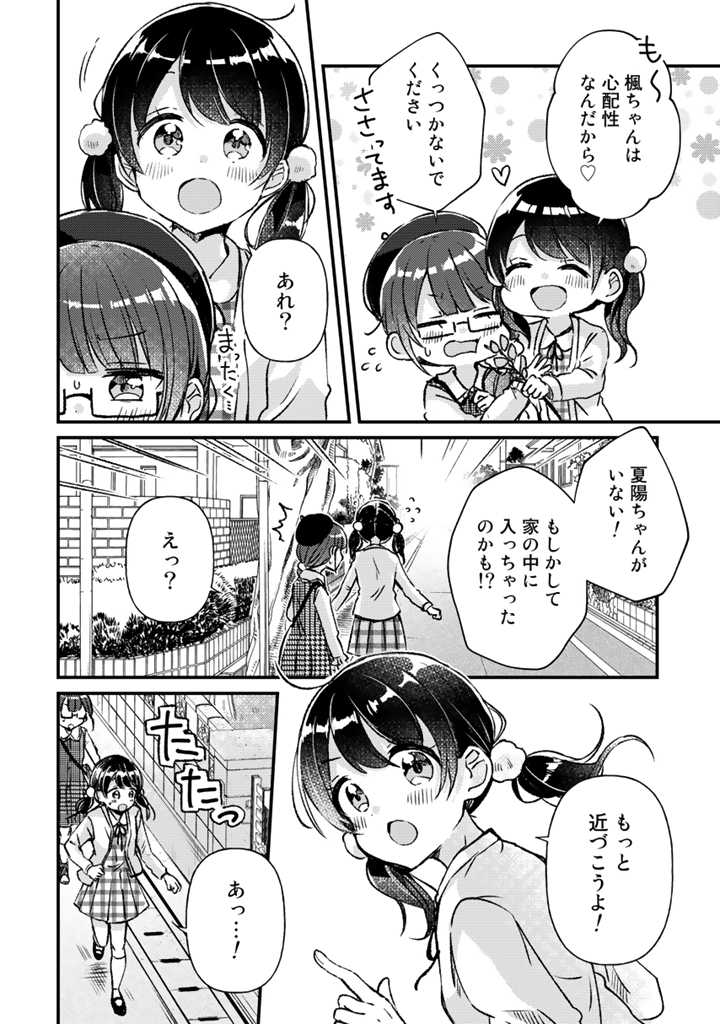 も〜
楓ちゃんは
心配性
なんだから♡
くっつかないで
ください
ささってます
あれ?
まったく…
夏陽ちゃんが
いない!
もしかして
家の中に
入っちゃった
のかも!?
えっ?
もっと
近づこうよ!
たたたっ
あっ…!